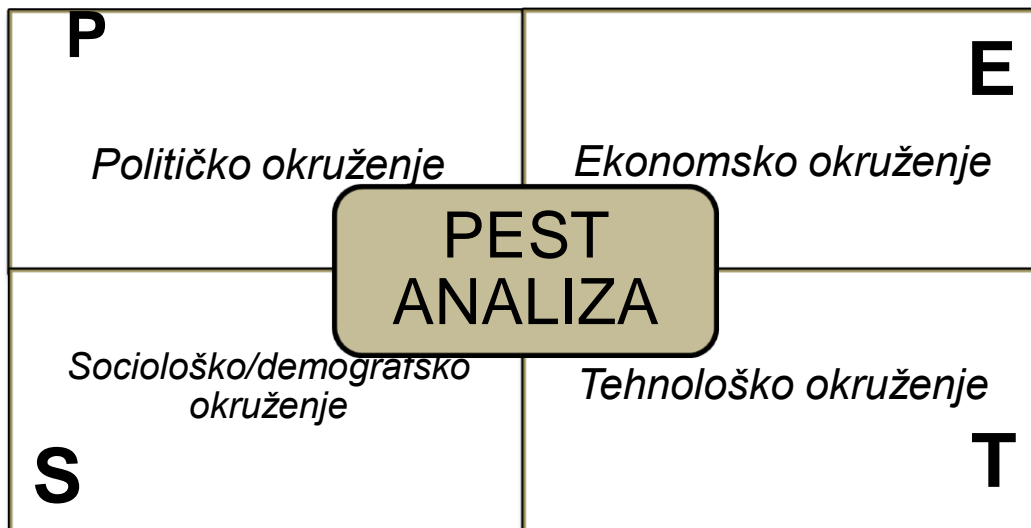 P
E
Političko okruženje
Ekonomsko okruženje
PEST
ANALIZA
Sociološko/demografsko
okruženje
Tehnološko okruženje
S
T